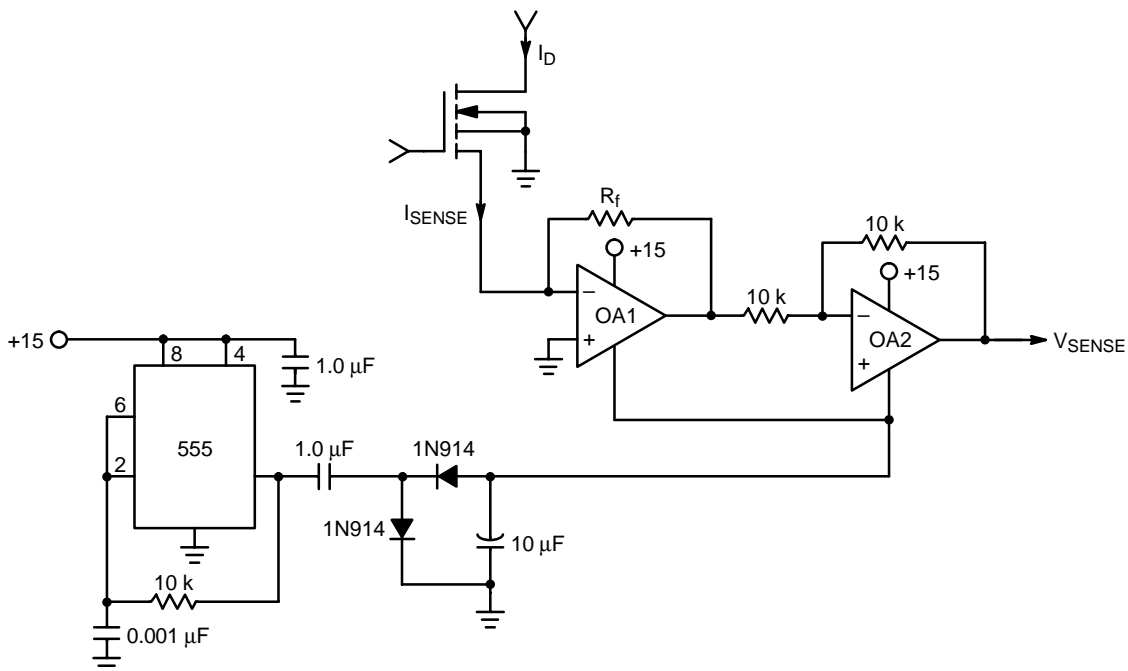 I_D
I_SENSE
R_f
+15
−
OA1
+
10 k
10 k
+15
−
OA2
+
V_SENSE
+15
8
4
1.0 μF
6
2
555
1.0 μF
1N914
1N914
10 μF
10 k
0.001 μF